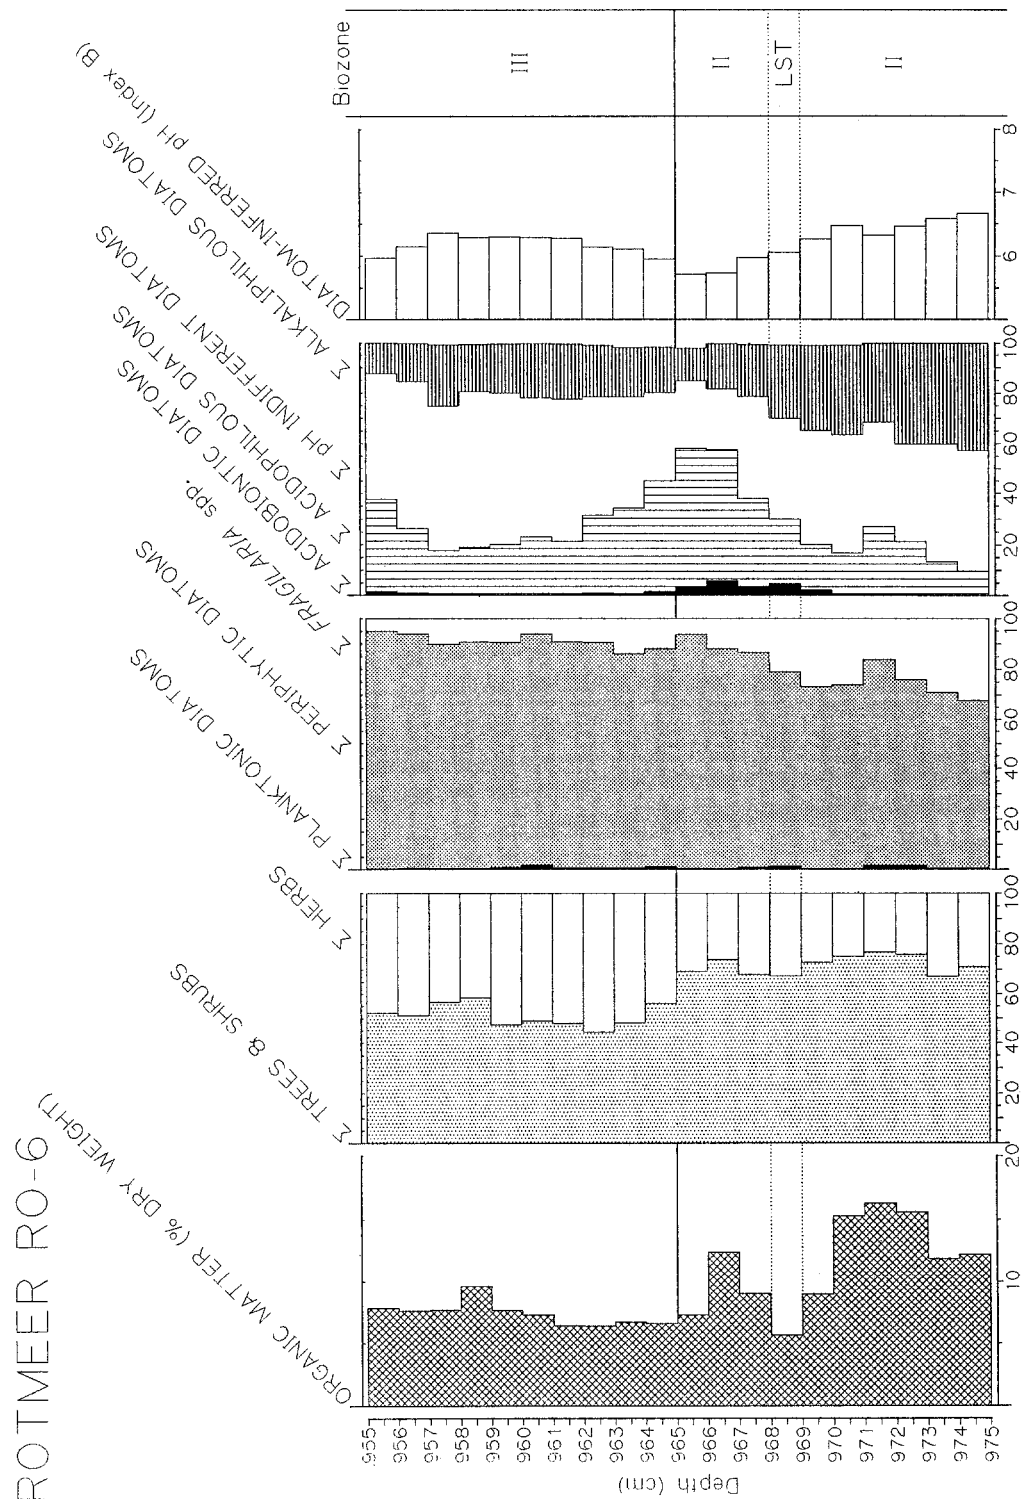 ROTMEER RO-6
Depth (cm)
955
956
957
958
959
960
961
962
963
964
965
966
967
968
969
970
971
972
973
974
975
ORGANIC MATTER (% DRY WEIGHT)
10
20
Σ TREES & SHRUBS
Σ HERBS
20
40
60
80
100
Σ PLANKTONIC DIATOMS
Σ PERIPHYTIC DIATOMS
Σ FRAGILARIA spp.
20
40
60
80
100
Σ ACIDOBIONTIC DIATOMS
Σ ACIDOPHILOUS DIATOMS
Σ pH INDIFFERENT DIATOMS
Σ ALKALIPHILOUS DIATOMS
20
40
60
80
100
DIATOM-INFERRED pH (Index B)
6
7
8
Biozone
III
II
LST
II